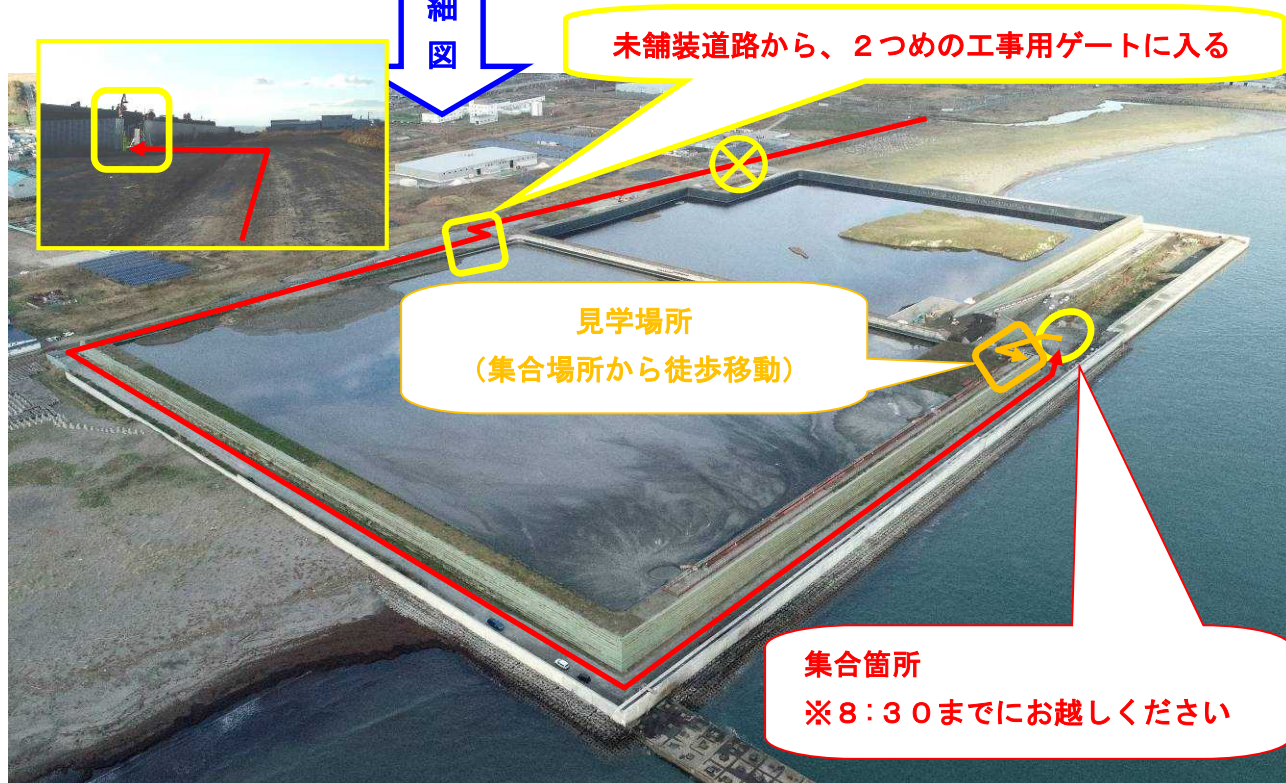 細
図
未舗装道路から、２つめの工事用ゲートに入る
見学場所
（集合場所から徒歩移動）
集合箇所
※８：３０までにお越しください